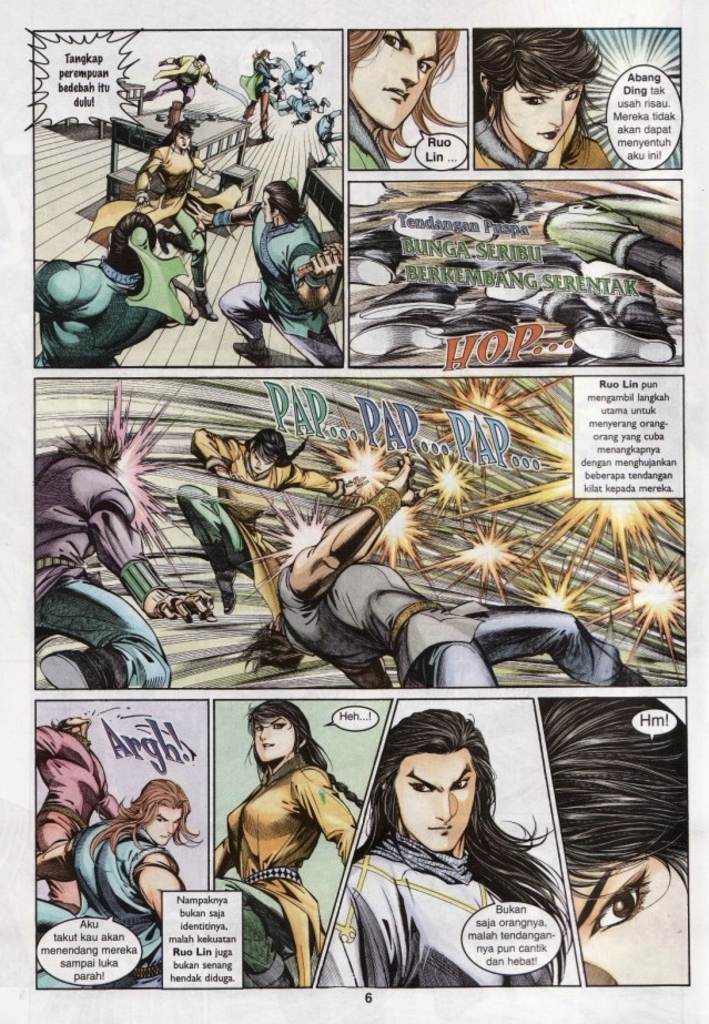 Tangkap
perempuan
bedebah itu
dulu!
Ruo
Lin ...
Abang
Ding tak
usah risau.
Mereka tidak
akan dapat
menyentuh
aku ini!
Tendangan Puspa
BUNGA SERIBU
BERKEMBANG SERENTAK
HOP...
PAP... PAP... PAP...
Ruo Lin pun
mengambil langkah
utama untuk
menyerang orang-
orang yang cuba
menangkapnya
dengan menghujankan
beberapa tendangan
kilat kepada mereka.
Argh!
Aku
takut kau akan
menendang mereka
sampai luka
parah!
Nampaknya
bukan saja
identitinya,
malah kekuatan
Ruo Lin juga
bukan senang
hendak diduga.
Heh...!
Bukan
saja orangnya,
malah tendangan-
nya pun cantik
dan hebat!
Hm!
6